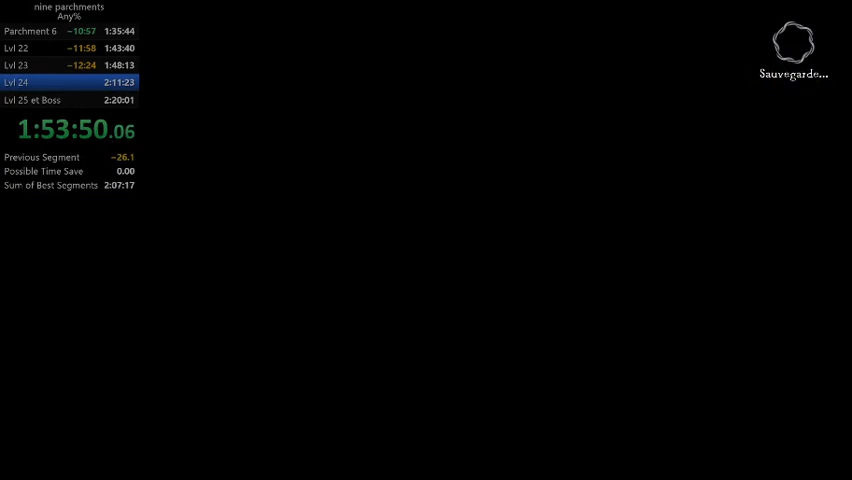 nine parchments
Any%
Parchment 6 −10:57 1:35:44
Lvl 22 −11:58 1:43:40
Lvl 23 −12:24 1:48:13
Lvl 24 2:11:23
Lvl 25 et Boss 2:20:01
1:53:50.06
Previous Segment −26.1
Possible Time Save 0.00
Sum of Best Segments 2:07:17
Sauvegarde...